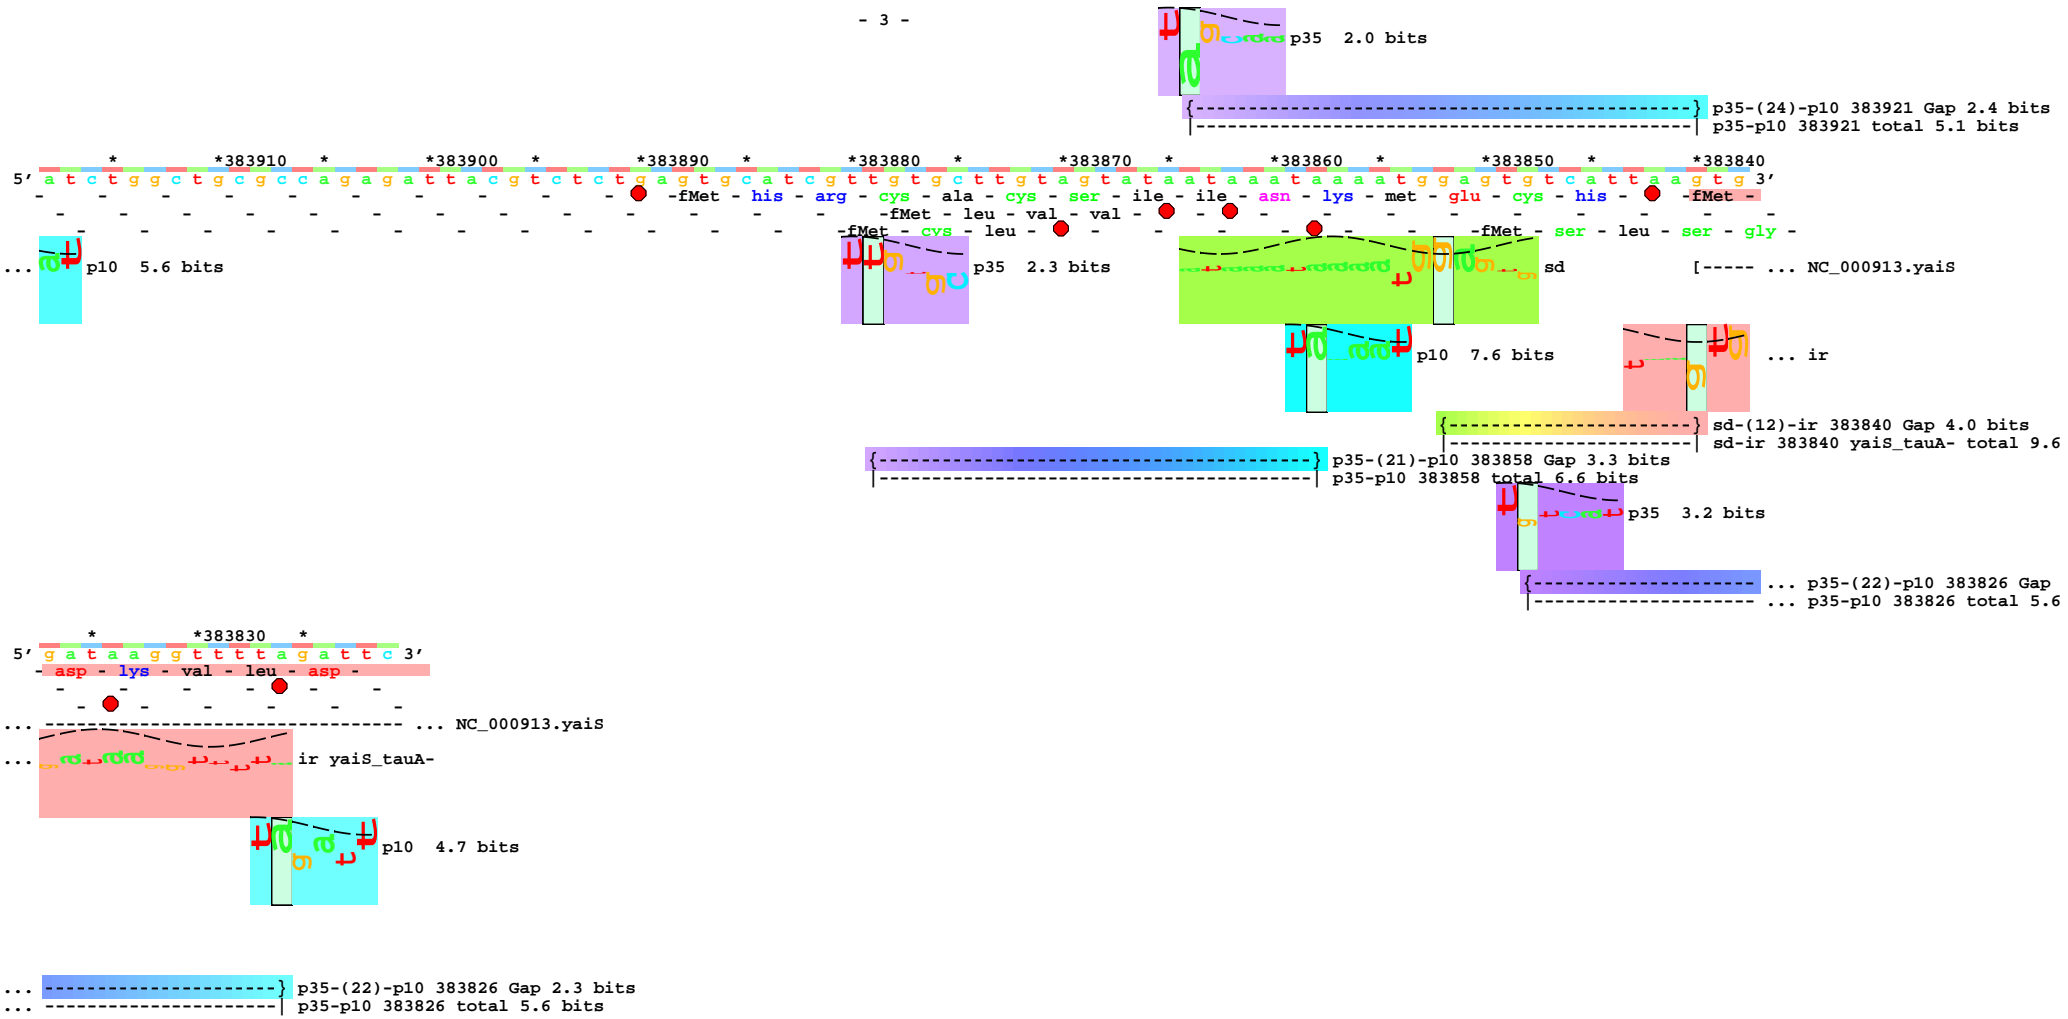 - 3 -
p35 2.0 bits
{------------------------} p35-(24)-p10 383921 Gap 2.4 bits
|------------------------| p35-p10 383921 total 5.1 bits
* *383910 * *383900 * *383890 * *383880 * *383870 * *383860 * *383850 * *383840
5' a t c t g g c t g c g c c a g a g a t t a c g t c t c t g a g t g c a t c g t t g t g c t t g t a g t a t a a t a a a t a a a a t g g a g t g t c a t t a a g t g 3'
- - - - - - - - - -fMet - his - arg - cys - ala - cys - ser - ile - ile - asn - lys - met - glu - cys - his - -fMet -
- - - - - - - - - - - - - -fMet - leu - val - val - - - - - - - - - -
- - - - - - - - - - - - -fMet - cys - leu - - - - - - - -fMet - ser - leu - ser - gly -
... p10 5.6 bits
p35 2.3 bits
sd
[----- ... NC_000913.yaiS
p10 7.6 bits
... ir
{-----------------------} sd-(12)-ir 383840 Gap 4.0 bits
|-----------------------| sd-ir 383840 yaiS_tauA- total 9.6
{-----------------------------------------} p35-(21)-p10 383858 Gap 3.3 bits
|-----------------------------------------| p35-p10 383858 total 6.6 bits
p35 3.2 bits
{--------------------- ... p35-(22)-p10 383826 Gap
|--------------------- ... p35-p10 383826 total 5.6
* *383830 *
5' g a t a a g g t t t t a g a t t c 3'
- asp - lys - val - leu - asp -
- - - - - -
- - - - - -
... ---------------------------------- ... NC_000913.yaiS
... ir yaiS_tauA-
p10 4.7 bits
... ----------------------} p35-(22)-p10 383826 Gap 2.3 bits
... ----------------------| p35-p10 383826 total 5.6 bits